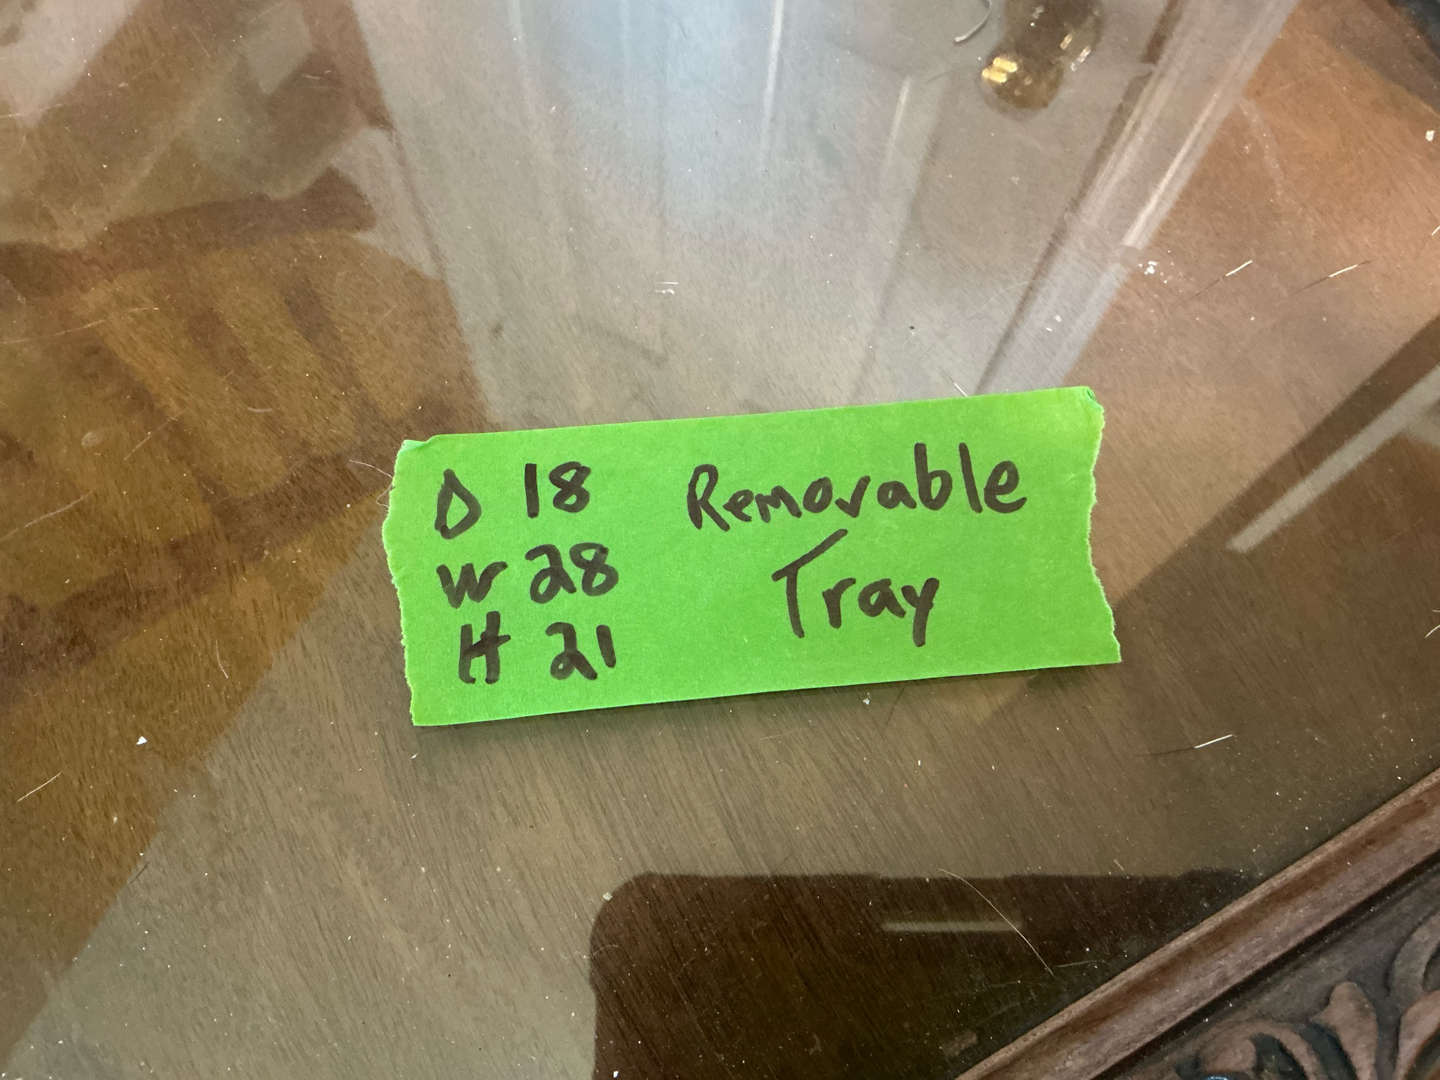 D 18 Removable
W 28 Tray
H 21